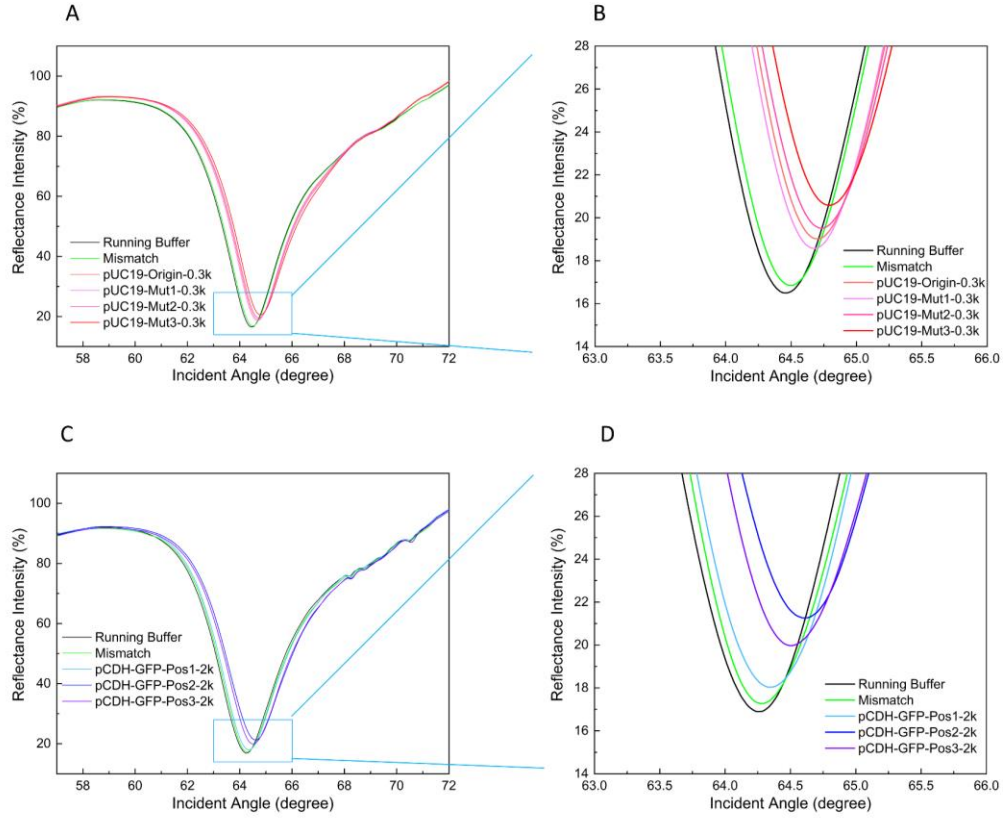 A
100
80
60
40
20
Reflectance Intensity (%)
Running Buffer
Mismatch
pUC19-Origin-0.3k
pUC19-Mut1-0.3k
pUC19-Mut2-0.3k
pUC19-Mut3-0.3k
58 60 62 64 66 68 70 72
Incident Angle (degree)
B
28
26
24
22
20
18
16
14
Reflectance Intensity (%)
Running Buffer
Mismatch
pUC19-Origin-0.3k
pUC19-Mut1-0.3k
pUC19-Mut2-0.3k
pUC19-Mut3-0.3k
63.0 63.5 64.0 64.5 65.0 65.5 66.0
Incident Angle (degree)
C
100
80
60
40
20
Reflectance Intensity (%)
Running Buffer
Mismatch
pCDH-GFP-Pos1-2k
pCDH-GFP-Pos2-2k
pCDH-GFP-Pos3-2k
58 60 62 64 66 68 70 72
Incident Angle (degree)
D
28
26
24
22
20
18
16
14
Reflectance Intensity (%)
Running Buffer
Mismatch
pCDH-GFP-Pos1-2k
pCDH-GFP-Pos2-2k
pCDH-GFP-Pos3-2k
63.0 63.5 64.0 64.5 65.0 65.5 66.0
Incident Angle (degree)